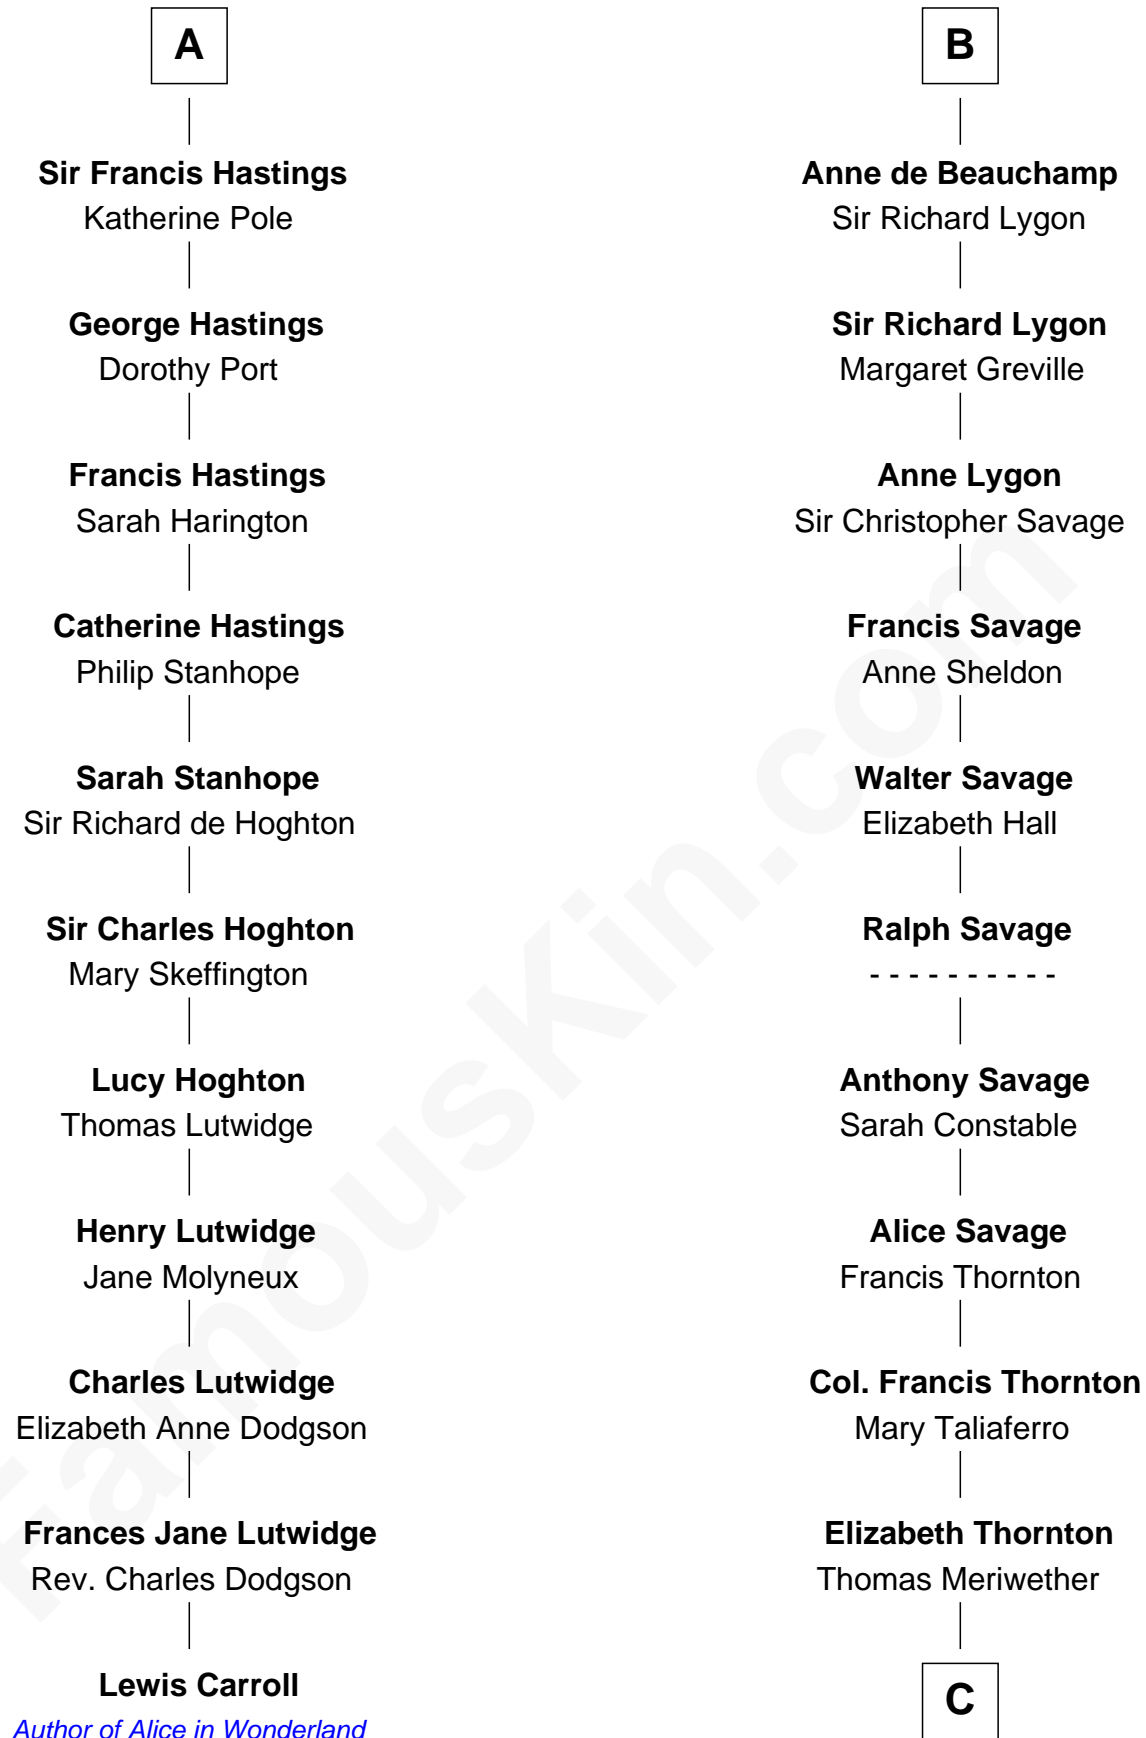 A
Sir Francis Hastings
Katherine Pole
George Hastings
Dorothy Port
Francis Hastings
Sarah Harington
Catherine Hastings
Philip Stanhope
Sarah Stanhope
Sir Richard de Hoghton
Sir Charles Hoghton
Mary Skeffington
Lucy Hoghton
Thomas Lutwidge
Henry Lutwidge
Jane Molyneux
Charles Lutwidge
Elizabeth Anne Dodgson
Frances Jane Lutwidge
Rev. Charles Dodgson
Lewis Carroll
Author of Alice in Wonderland
B
Anne de Beauchamp
Sir Richard Lygon
Sir Richard Lygon
Margaret Greville
Anne Lygon
Sir Christopher Savage
Francis Savage
Anne Sheldon
Walter Savage
Elizabeth Hall
Ralph Savage
- - - - - - - - - -
Anthony Savage
Sarah Constable
Alice Savage
Francis Thornton
Col. Francis Thornton
Mary Taliaferro
Elizabeth Thornton
Thomas Meriwether
C
FamousKin.com